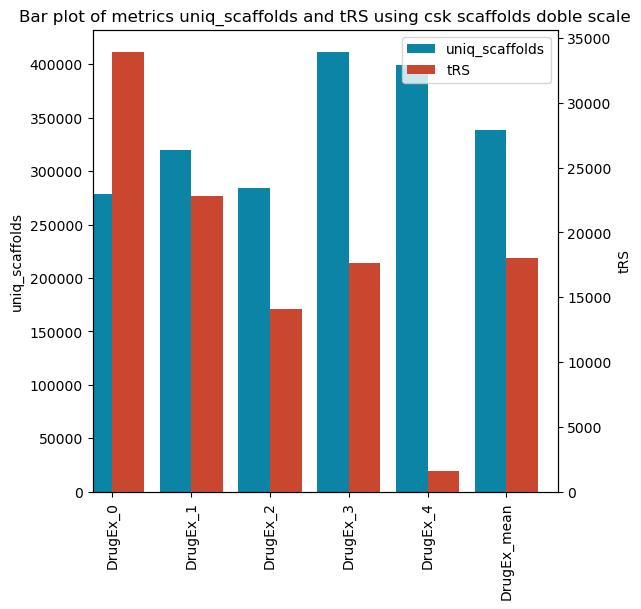 Bar plot of metrics uniq_scaffolds and tRS using csk scaffolds doble scale
uniq_scaffolds
tRS
400000
350000
300000
250000
200000
150000
100000
50000
0
uniq_scaffolds
35000
30000
25000
20000
15000
10000
5000
0
tRS
DrugEx_0
DrugEx_1
DrugEx_2
DrugEx_3
DrugEx_4
DrugEx_mean